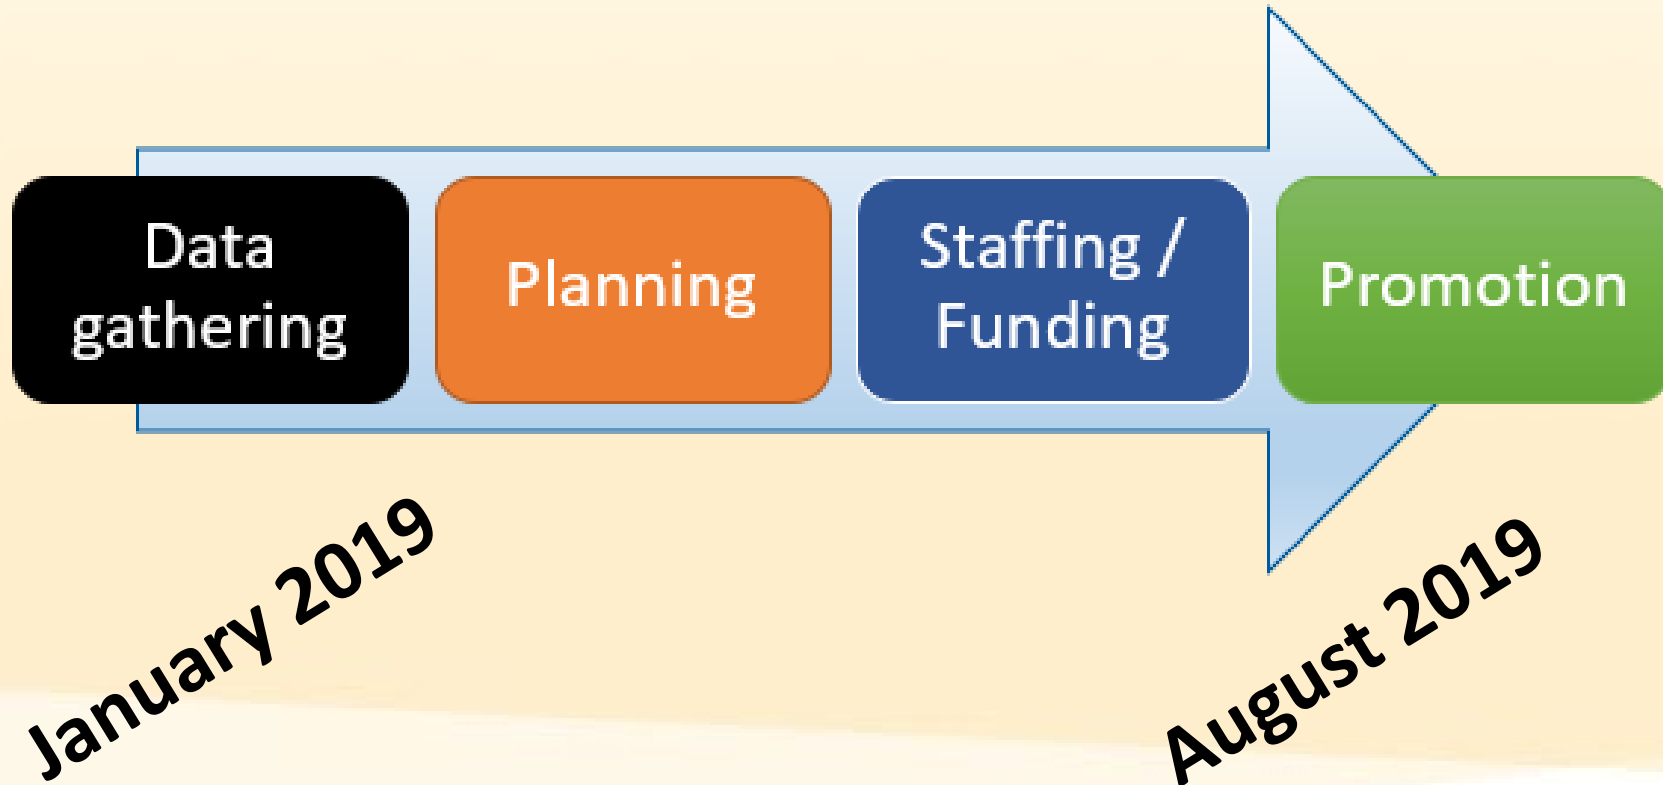 Data
gathering
Planning
Staffing /
Funding
Promotion
January 2019
August 2019